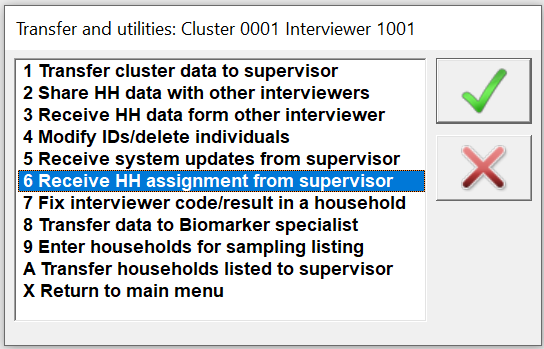 Transfer and utilities: Cluster 0001 Interviewer 1001
1 Transfer cluster data to supervisor
2 Share HH data with other interviewers
3 Receive HH data form other interviewer
4 Modify IDs/delete individuals
5 Receive system updates from supervisor
6 Receive HH assignment from supervisor
7 Fix interviewer code/result in a household
8 Transfer data to Biomarker specialist
9 Enter households for sampling listing
A Transfer households listed to supervisor
X Return to main menu